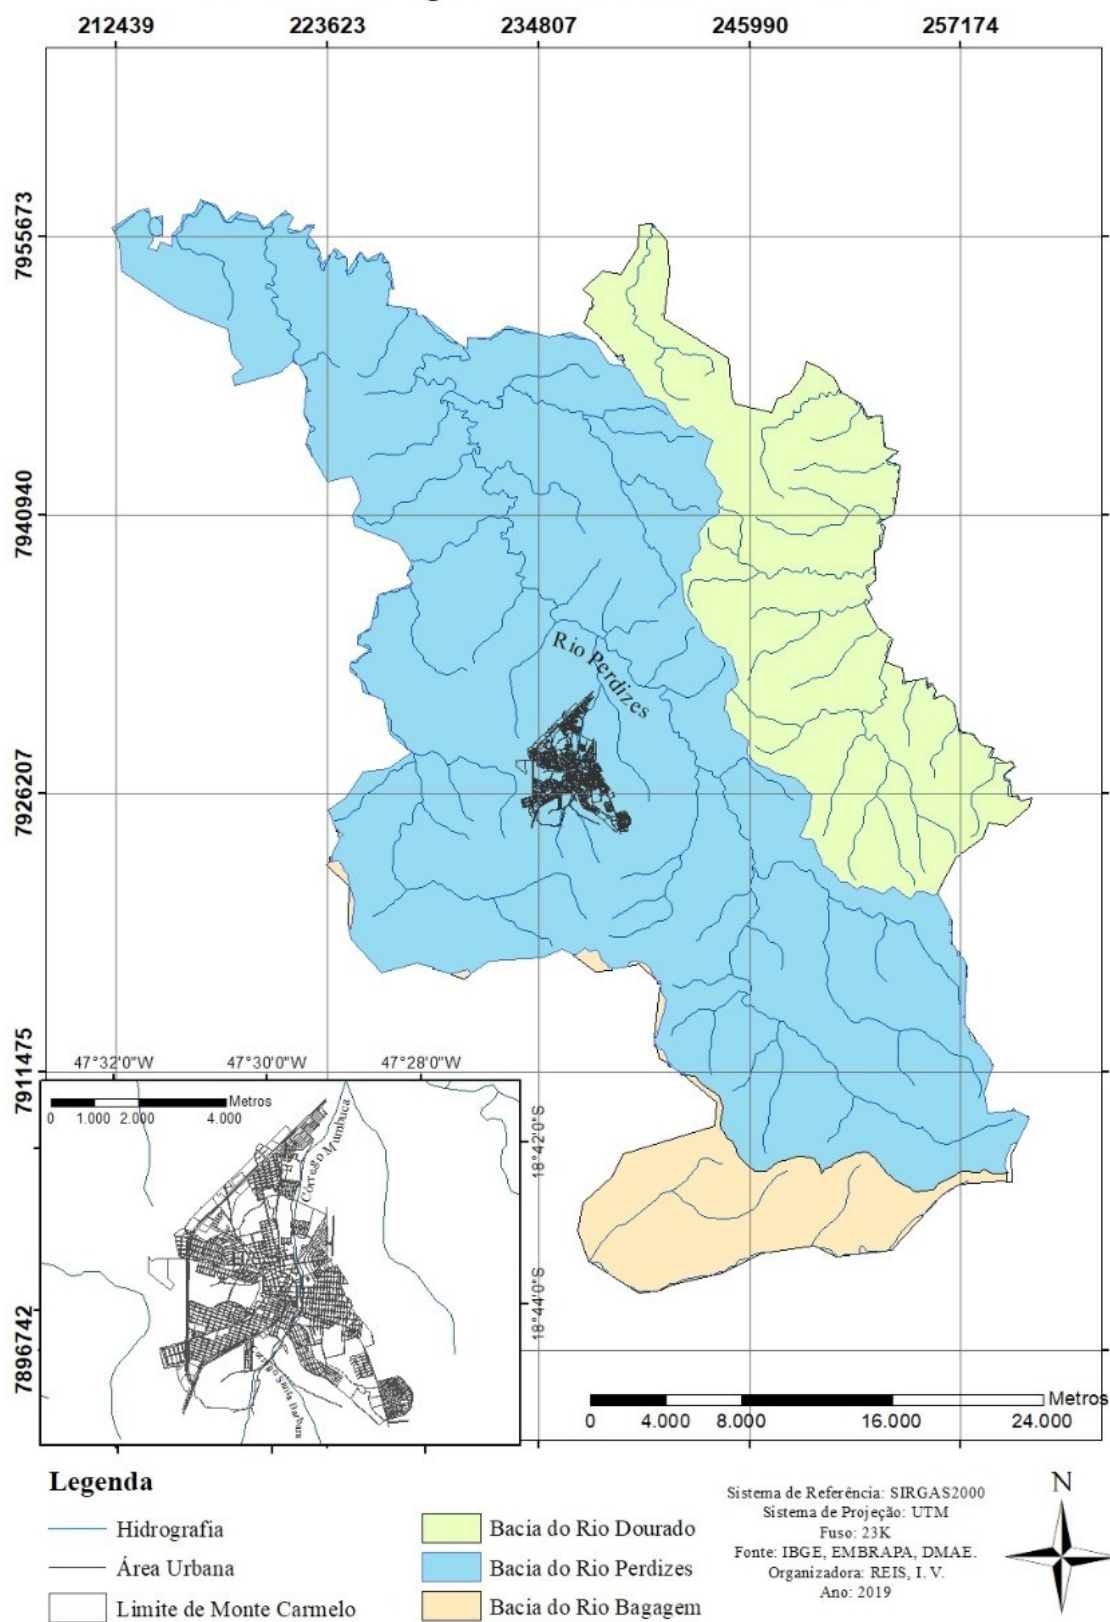 212439 223623 234807 245990 257174
7955673
7940940
Rio Perdizes
7926207
7911475
47°32'0"W 47°30'0"W 47°28'0"W
Metros
0 1.000 2.000 4.000
Córrego Mumbuca
18°42'0"S
18°44'0"S
Córrego Santa Barbara
7896742
Metros
0 4.000 8.000 16.000 24.000
Legenda
Hidrografia
Área Urbana
Limite de Monte Carmelo
Bacia do Rio Dourado
Bacia do Rio Perdizes
Bacia do Rio Bagagem
Sistema de Referência: SIRGAS2000
Sistema de Projeção: UTM
Fuso: 23K
Fonte: IBGE, EMBRAPA, DMAE.
Organizadora: REIS, I. V.
Ano: 2019
N